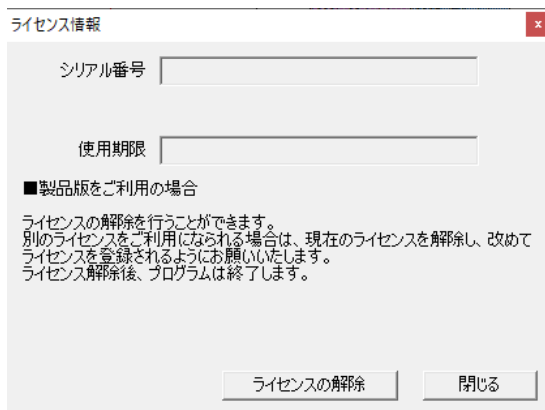 ライセンス情報
シリアル番号
使用期限
■製品版をご利用の場合
ライセンスの解除を行うことができます。
別のライセンスをご利用になられる場合は、現在のライセンスを解除し、改めて
ライセンスを登録されるようにお願いいたします。
ライセンス解除後、プログラムは終了します。
ライセンスの解除
閉じる